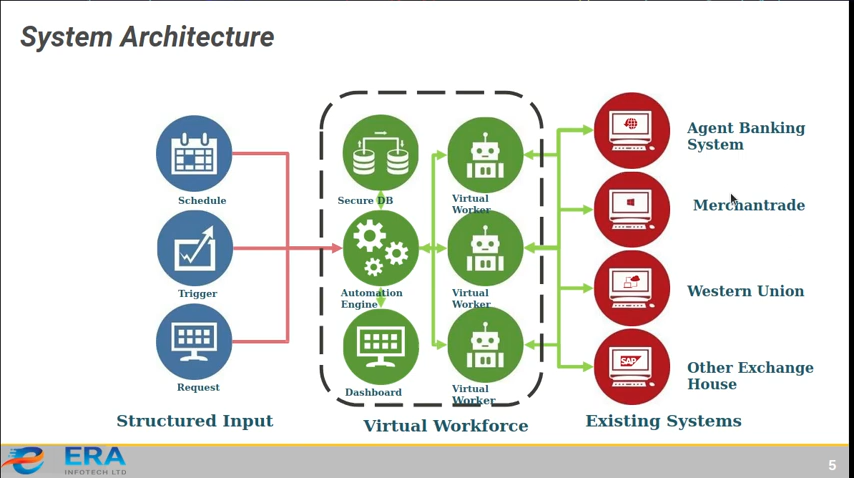 System Architecture
Schedule
Trigger
Request
Structured Input
Secure DB
Automation
Engine
Dashboard
Virtual
Worker
Virtual
Worker
Virtual
Worker
Virtual Workforce
Agent Banking
System
Merchantrade
Western Union
SAP
Other Exchange
House
Existing Systems
ERA
INFOTECH LTD
5